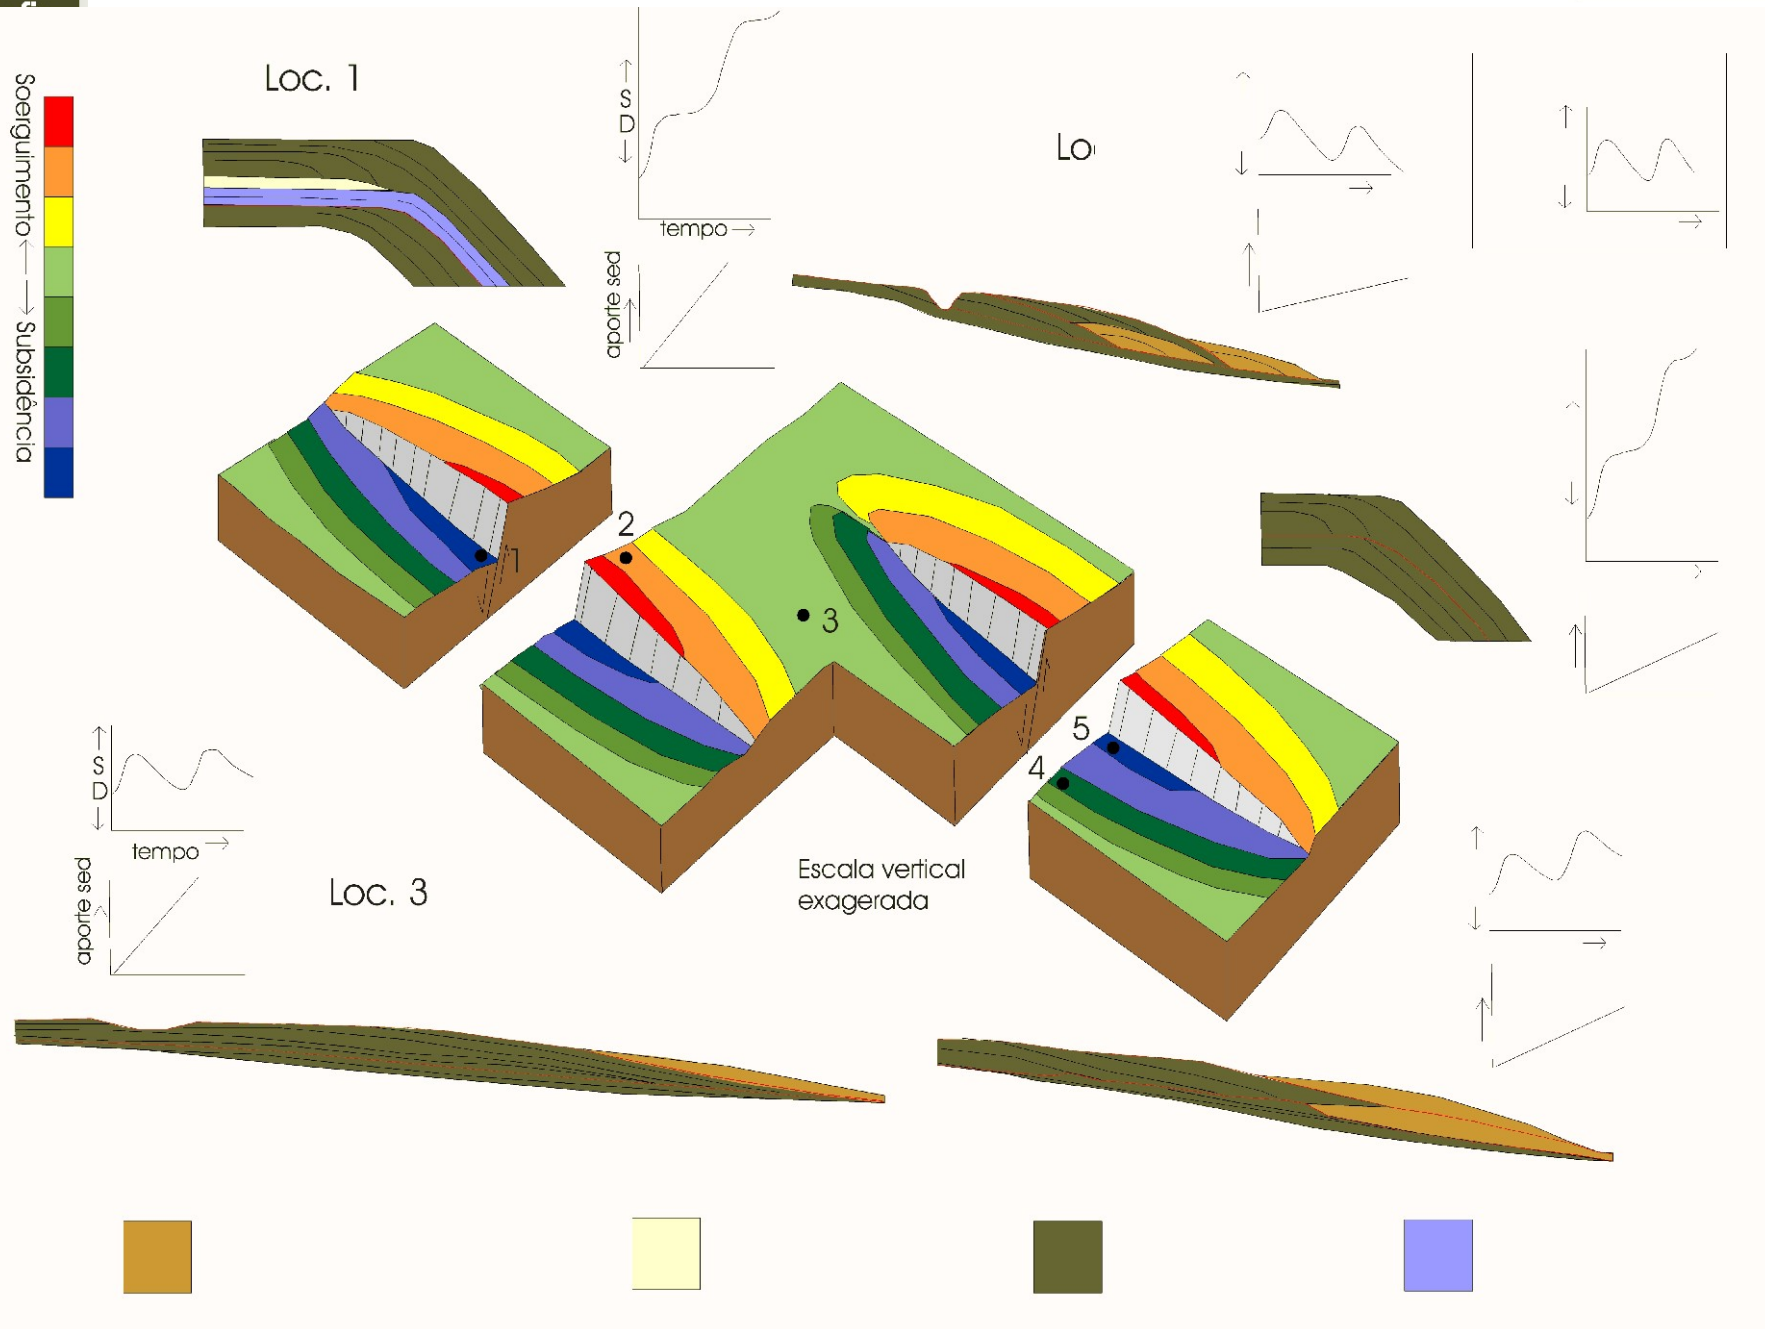 Loc. 1
Soerguimento
Subsidência
S
D
tempo
aporte sed
Lo
1
2
3
5
4
S
D
tempo
aporte sed
Loc. 3
Escala vertical
exagerada